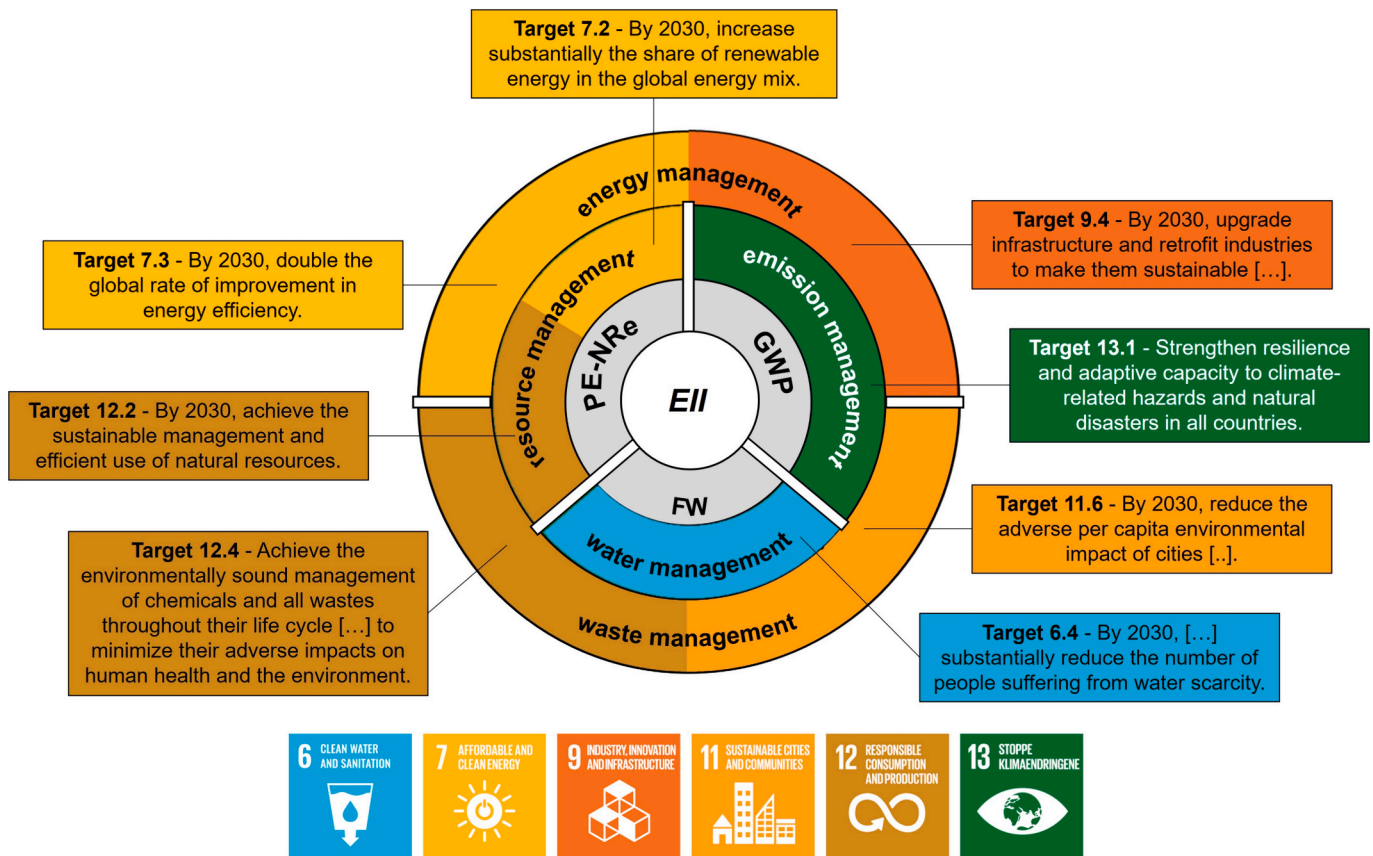 Target 7.2 - By 2030, increase
substantially the share of renewable
energy in the global energy mix.
energy management
Target 9.4 - By 2030, upgrade
infrastructure and retrofit industries
to make them sustainable […].
Target 7.3 - By 2030, double the
global rate of improvement in
energy efficiency.
resource management
emission management
PE-NRe
GWP
EII
FW
Target 13.1 - Strengthen resilience
and adaptive capacity to climate-
related hazards and natural
disasters in all countries.
Target 12.2 - By 2030, achieve the
sustainable management and
efficient use of natural resources.
Target 11.6 - By 2030, reduce the
adverse per capita environmental
impact of cities [..].
water management
Target 12.4 - Achieve the
environmentally sound management
of chemicals and all wastes
throughout their life cycle […] to
minimize their adverse impacts on
human health and the environment.
waste management
Target 6.4 - By 2030, […]
substantially reduce the number of
people suffering from water scarcity.
6 CLEAN WATER
AND SANITATION
7 AFFORDABLE AND
CLEAN ENERGY
9 INDUSTRY, INNOVATION
AND INFRASTRUCTURE
11 SUSTAINABLE CITIES
AND COMMUNITIES
12 RESPONSIBLE
CONSUMPTION
AND PRODUCTION
13 STOPPE
KLIMAENDRINGENE